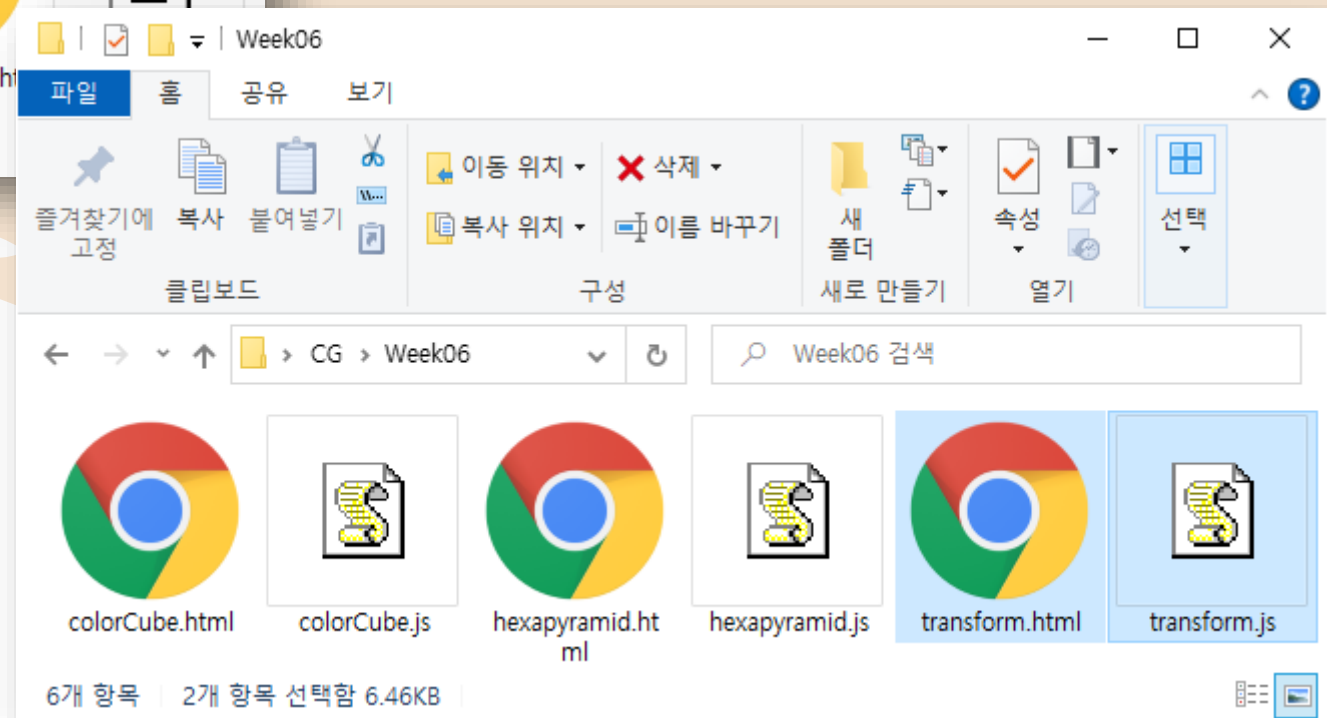 Week06
ht
파일 홈 공유 보기
이동 위치 삭제
즐겨찾기에 고정 복사 붙여넣기
복사 위치 이름 바꾸기
새 폴더
속성
선택
클립보드 구성 새로 만들기 열기
CG Week06
Week06 검색
colorCube.html colorCube.js hexapyramid.html hexapyramid.js transform.html transform.js
6개 항목 2개 항목 선택함 6.46KB